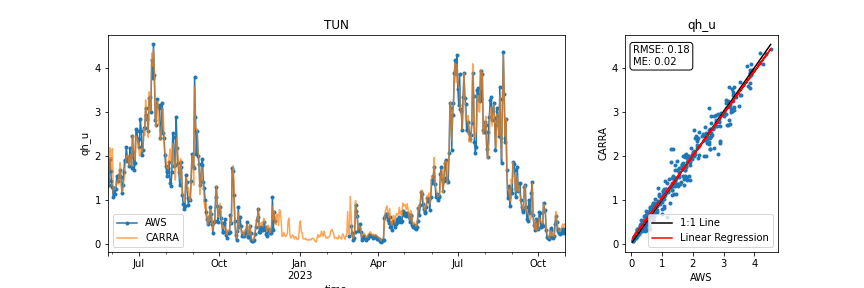 TUN
qh_u
4
3
2
1
0
AWS
CARRA
Jul
Oct
Jan
2023
Apr
Jul
Oct
qh_u
RMSE: 0.18
ME: 0.02
CARRA
4
3
2
1
0
1:1 Line
Linear Regression
0
1
2
3
4
AWS